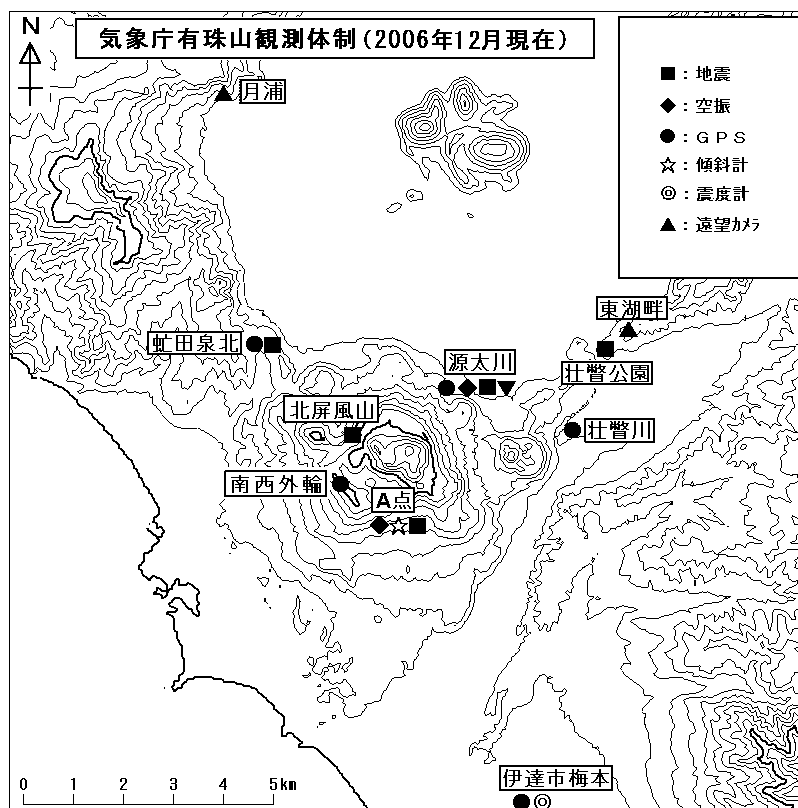 気象庁有珠山観測体制(2006年12月現在)
N
■:地震
◆:空振
●:GPS
☆:傾斜計
◎:震度計
▲:遠望カメラ
月浦
東湖畔
虻田泉北
源太川
壮瞥公園
北屏風山
壮瞥川
南西外輪
A点
伊達市梅本
0 1 2 3 4 5km